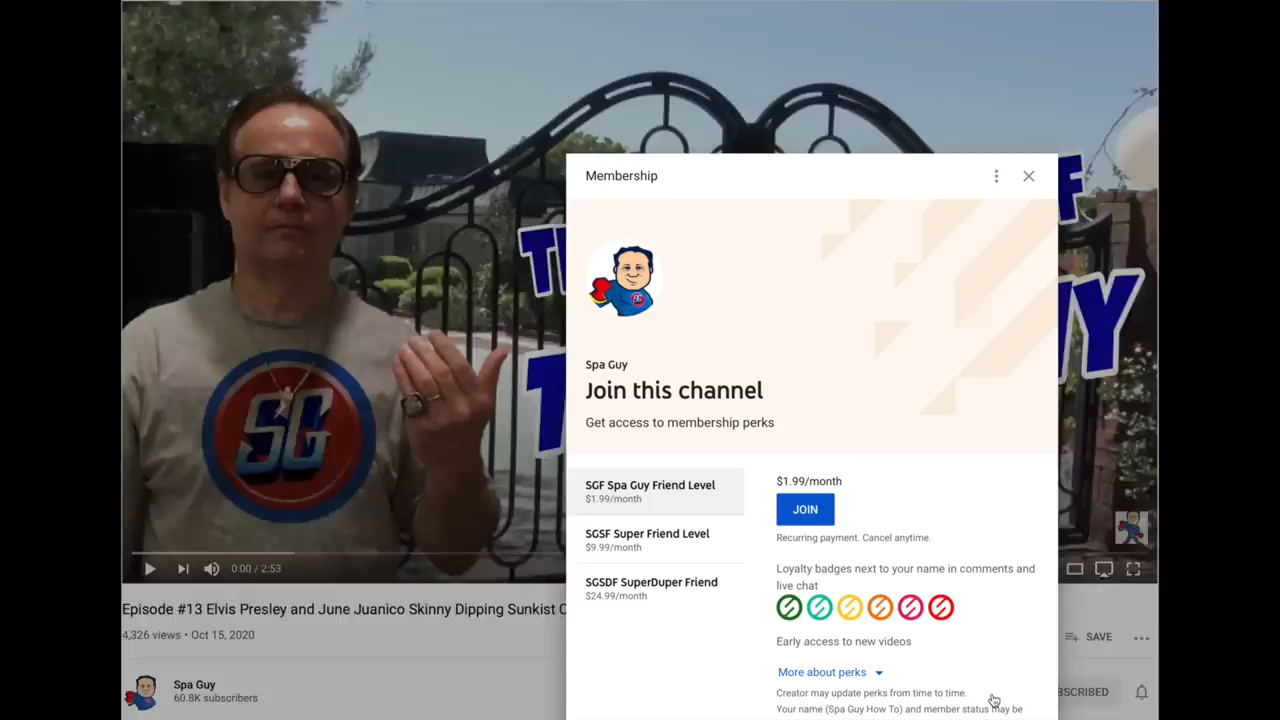 Membership
SG
Spa Guy
Join this channel
Get access to membership perks
SGF Spa Guy Friend Level
$1.99/month
SGSF Super Friend Level
$9.99/month
SGSDF SuperDuper Friend
$24.99/month
$1.99/month
JOIN
Recurring payment. Cancel anytime.
Loyalty badges next to your name in comments and
live chat
Early access to new videos
More about perks
Creator may update perks from time to time.
Your name (Spa Guy How To) and member status may be
0:00 / 2:53
Episode #13 Elvis Presley and June Juanico Skinny Dipping Sunkist
4,326 views • Oct 15, 2020
SAVE
Spa Guy
60.8K subscribers